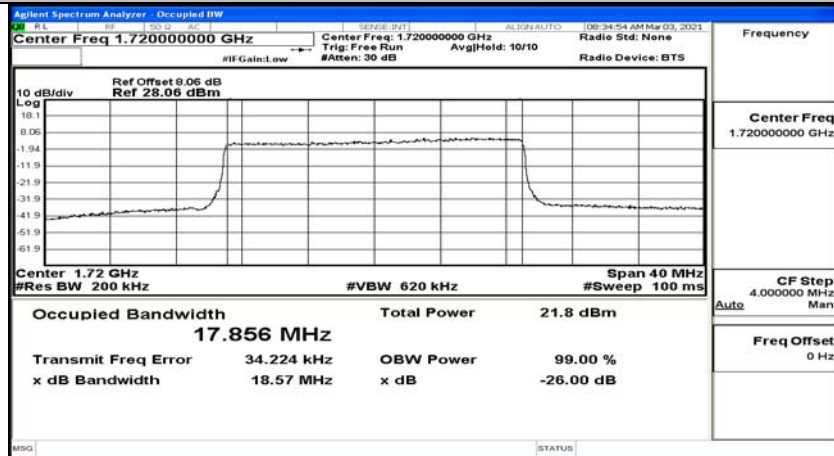 Agilent Spectrum Analyzer - Occupied BW
RL RF 50 Ω AC SENSE:INT ALIGN AUTO 08:34:54 AM Mar 03, 2021
Center Freq 1.720000000 GHz
Center Freq: 1.720000000 GHz
Radio Std: None
Trig: Free Run Avg|Hold: 10/10
#IFGain:Low
#Atten: 30 dB
Radio Device: BTS
Ref Offset 8.06 dB
10 dB/div Ref 28.06 dBm
Log
18.1
8.06
-1.94
-11.9
-21.9
-31.9
-41.9
-51.9
-61.9
Center 1.72 GHz
Span 40 MHz
#Res BW 200 kHz
#VBW 620 kHz
#Sweep 100 ms
Occupied Bandwidth
Total Power 21.8 dBm
17.856 MHz
Transmit Freq Error 34.224 kHz
OBW Power 99.00 %
x dB Bandwidth 18.57 MHz
x dB -26.00 dB
MSG
STATUS
Frequency
Center Freq
1.720000000 GHz
CF Step
4.000000 MHz
Auto Man
Freq Offset
0 Hz